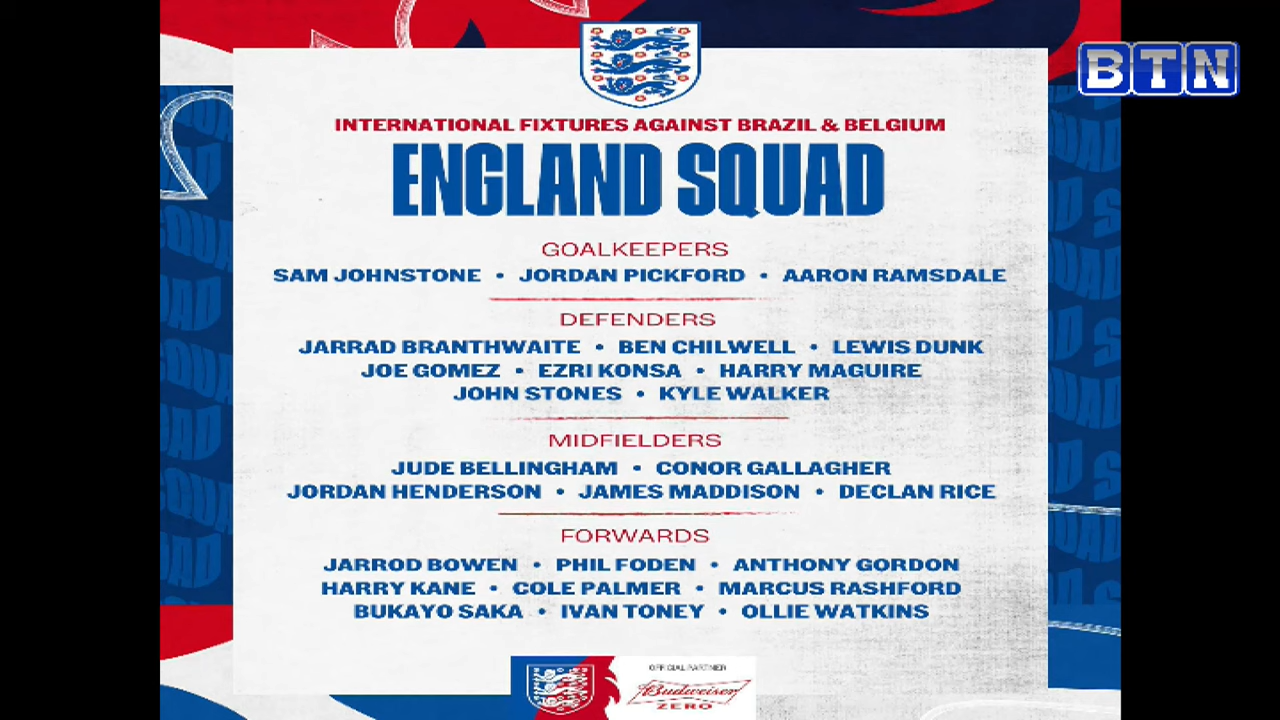 BTN
INTERNATIONAL FIXTURES AGAINST BRAZIL & BELGIUM
ENGLAND SQUAD
GOALKEEPERS
SAM JOHNSTONE • JORDAN PICKFORD • AARON RAMSDALE
DEFENDERS
JARRAD BRANTHWAITE • BEN CHILWELL • LEWIS DUNK
JOE GOMEZ • EZRI KONSA • HARRY MAGUIRE
JOHN STONES • KYLE WALKER
MIDFIELDERS
JUDE BELLINGHAM • CONOR GALLAGHER
JORDAN HENDERSON • JAMES MADDISON • DECLAN RICE
FORWARDS
JARROD BOWEN • PHIL FODEN • ANTHONY GORDON
HARRY KANE • COLE PALMER • MARCUS RASHFORD
BUKAYO SAKA • IVAN TONEY • OLLIE WATKINS
OFFICIAL PARTNER
Budweiser
ZERO